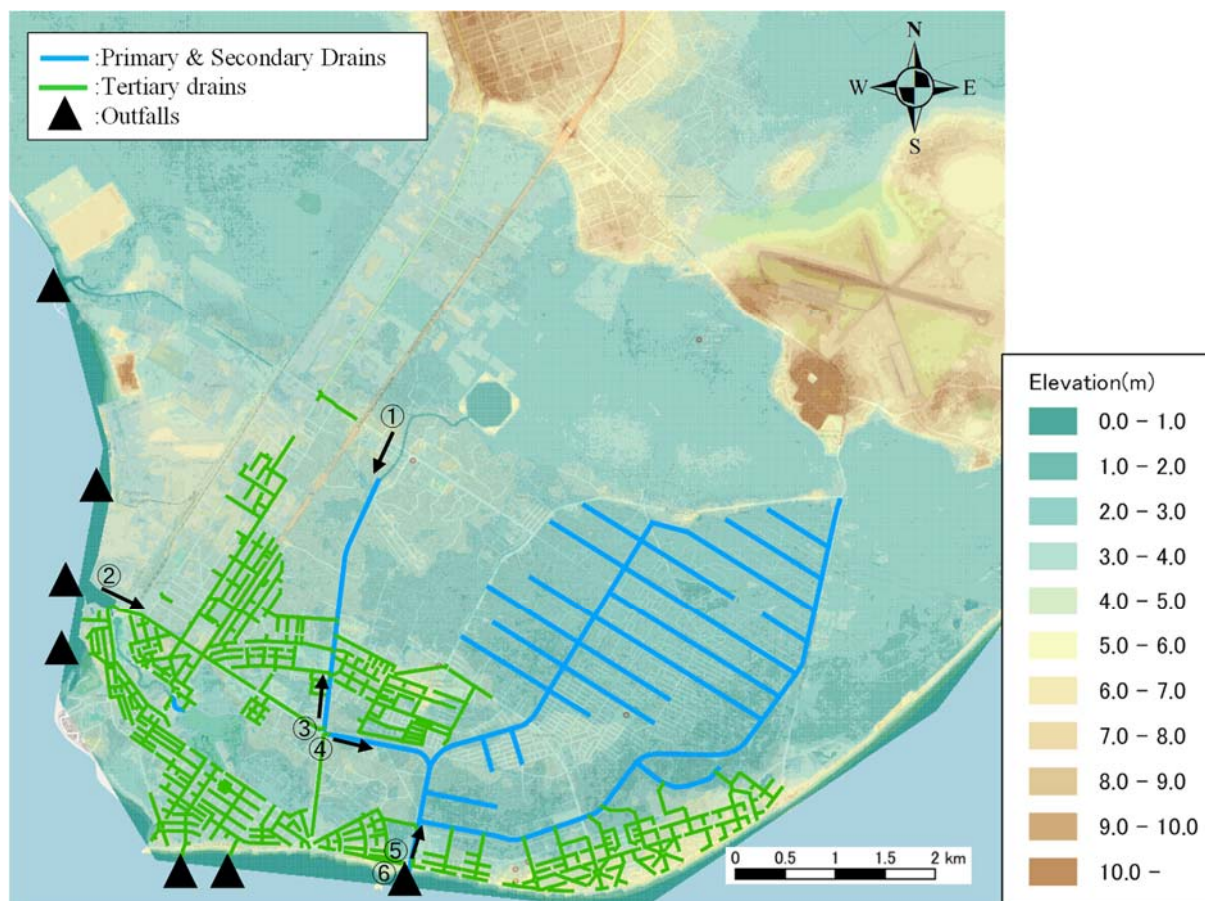 :Primary & Secondary Drains
:Tertiary drains
:Outfalls
N
W
E
S
①
②
③
④
⑤
⑥
0 0.5 1 1.5 2 km
Elevation(m)
0.0 - 1.0
1.0 - 2.0
2.0 - 3.0
3.0 - 4.0
4.0 - 5.0
5.0 - 6.0
6.0 - 7.0
7.0 - 8.0
8.0 - 9.0
9.0 - 10.0
10.0 -